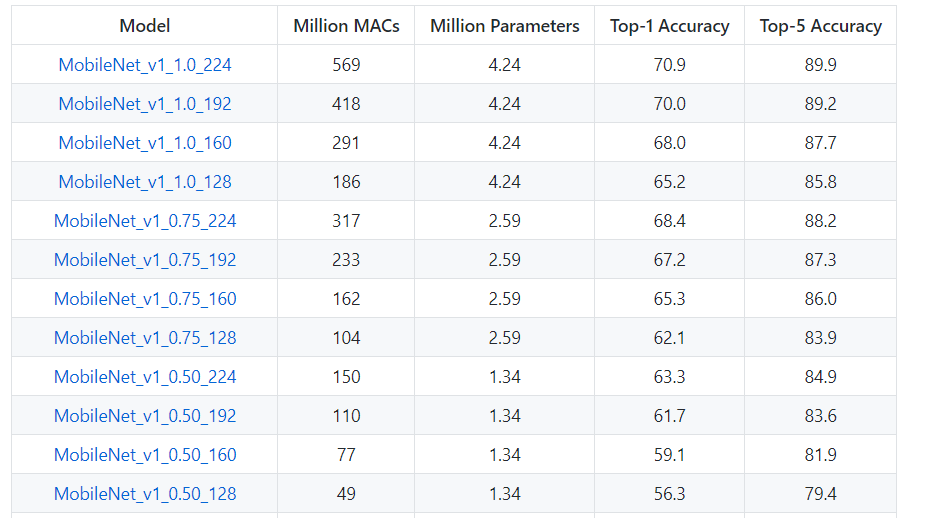 Model Million MACs Million Parameters Top-1 Accuracy Top-5 Accuracy
MobileNet_v1_1.0_224 569 4.24 70.9 89.9
MobileNet_v1_1.0_192 418 4.24 70.0 89.2
MobileNet_v1_1.0_160 291 4.24 68.0 87.7
MobileNet_v1_1.0_128 186 4.24 65.2 85.8
MobileNet_v1_0.75_224 317 2.59 68.4 88.2
MobileNet_v1_0.75_192 233 2.59 67.2 87.3
MobileNet_v1_0.75_160 162 2.59 65.3 86.0
MobileNet_v1_0.75_128 104 2.59 62.1 83.9
MobileNet_v1_0.50_224 150 1.34 63.3 84.9
MobileNet_v1_0.50_192 110 1.34 61.7 83.6
MobileNet_v1_0.50_160 77 1.34 59.1 81.9
MobileNet_v1_0.50_128 49 1.34 56.3 79.4